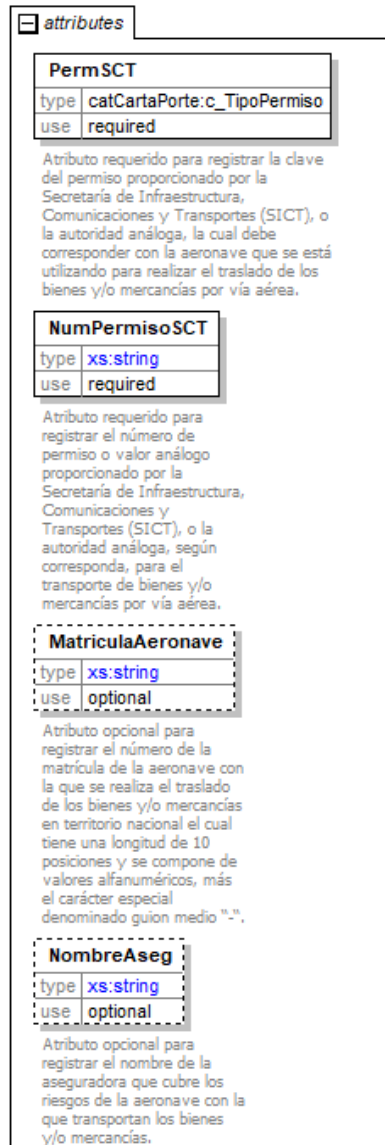 attributes
PermSCT
type catCartaPorte:c_TipoPermiso
use required
Atributo requerido para registrar la clave
del permiso proporcionado por la
Secretaría de Infraestructura,
Comunicaciones y Transportes (SICT), o
la autoridad análoga, la cual debe
corresponder con la aeronave que se está
utilizando para realizar el traslado de los
bienes y/o mercancías por vía aérea.
NumPermisoSCT
type xs:string
use required
Atributo requerido para
registrar el número de
permiso o valor análogo
proporcionado por la
Secretaría de Infraestructura,
Comunicaciones y
Transportes (SICT), o la
autoridad análoga, según
corresponda, para el
transporte de bienes y/o
mercancías por vía aérea.
MatriculaAeronave
type xs:string
use optional
Atributo opcional para
registrar el número de la
matrícula de la aeronave con
la que se realiza el traslado
de los bienes y/o mercancías
en territorio nacional el cual
tiene una longitud de 10
posiciones y se compone de
valores alfanuméricos, más
el carácter especial
denominado guion medio "-".
NombreAseg
type xs:string
use optional
Atributo opcional para
registrar el nombre de la
aseguradora que cubre los
riesgos de la aeronave con la
que transportan los bienes
y/o mercancías.